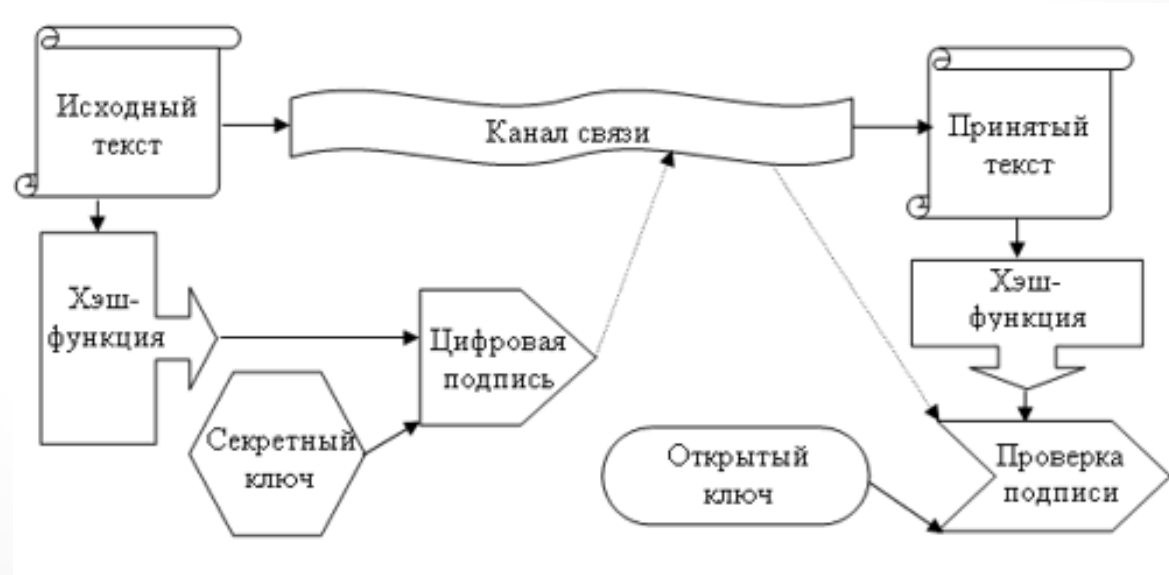 Исходный
текст
Канал связи
Принятый
текст
Хэш-
функция
Цифровая
подпись
Секретный
ключ
Хэш-
функция
Открытый
ключ
Проверка
подписи